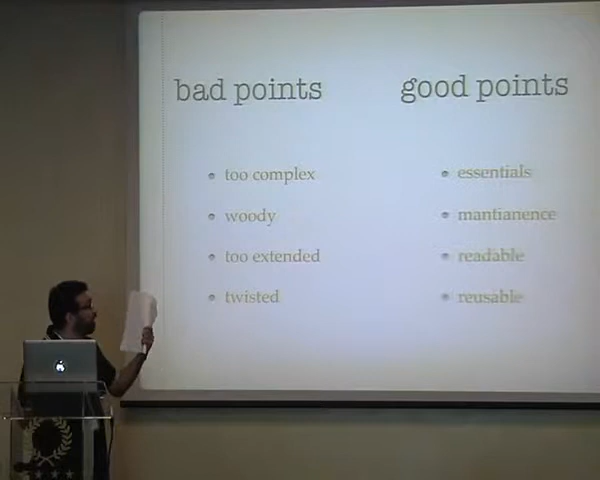 bad points
too complex
woody
too extended
twisted
good points
essentials
mantianence
readable
reusable